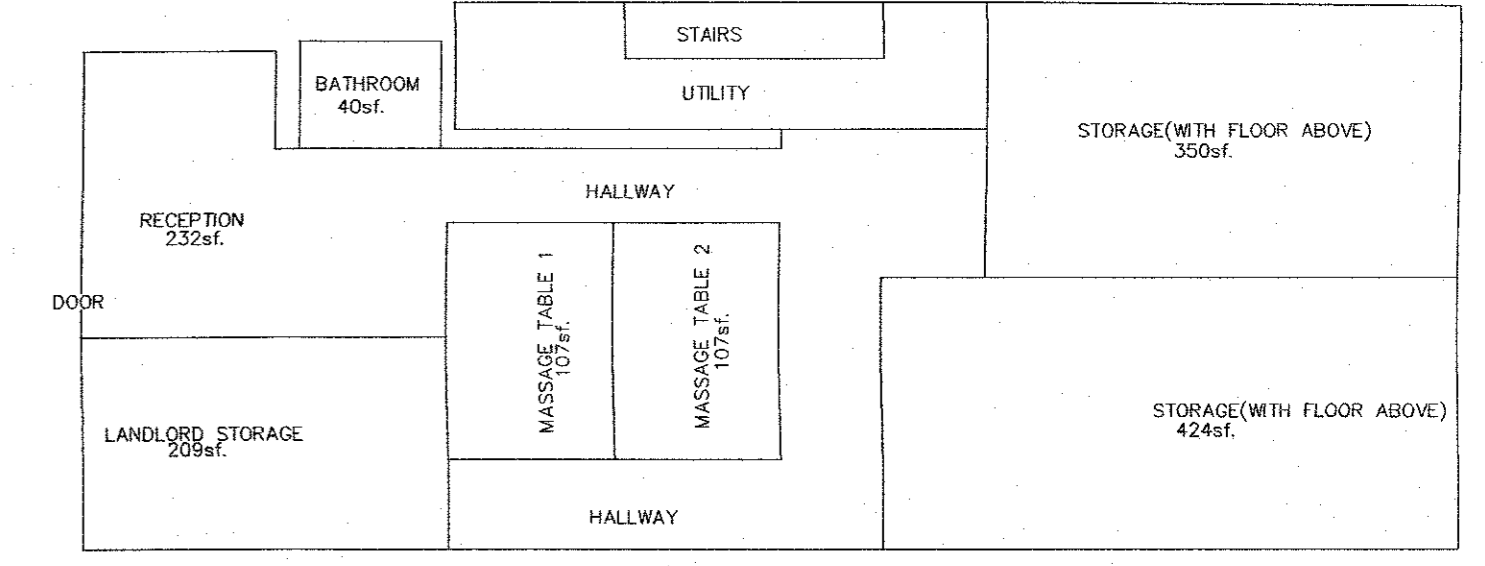 STAIRS
BATHROOM
40sf.
UTILITY
STORAGE(WITH FLOOR ABOVE)
350sf.
HALLWAY
RECEPTION
232sf.
DOOR
MASSAGE TABLE 1
107sf.
MASSAGE TABLE 2
107sf.
LANDLORD STORAGE
209sf.
STORAGE(WITH FLOOR ABOVE)
424sf.
HALLWAY